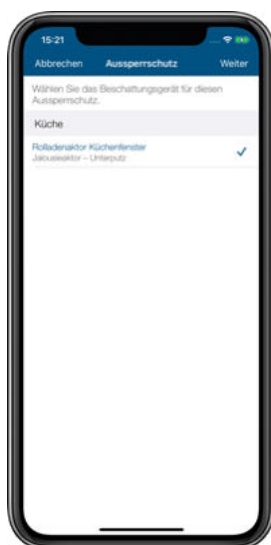 15:21
Abbrechen Aussperrschutz Weiter
Wählen Sie das Beschattungsgerät für diesen
Aussperrschutz.
Küche
Rolladenaktor Küchenfenster
Jalousieaktor – Unterputz